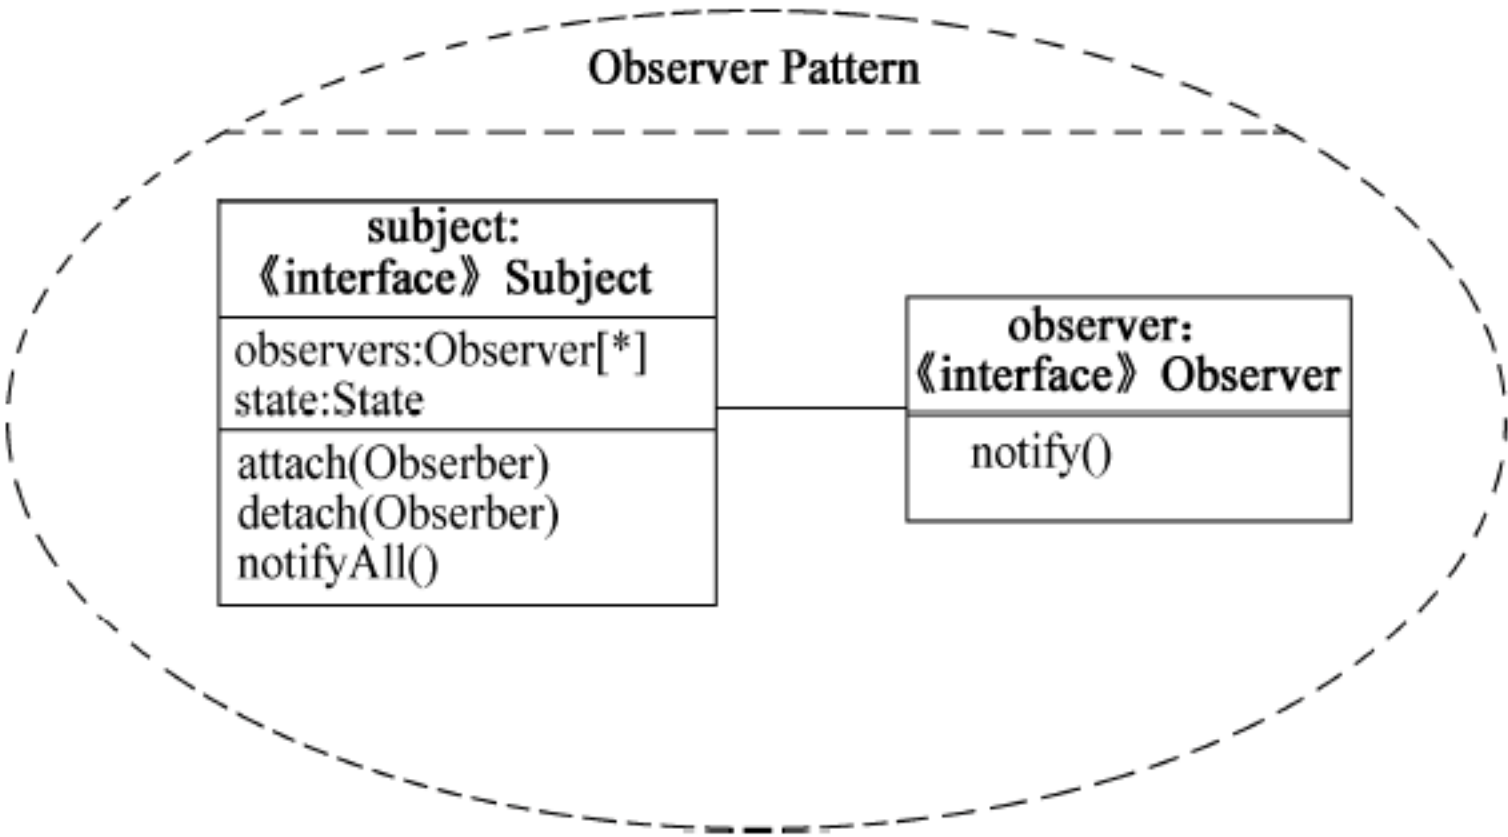 Observer Pattern
subject:
《interface》 Subject
observers:Observer[*]
state:State
attach(Obserber)
detach(Obserber)
notifyAll()
observer:
《interface》 Observer
notify()